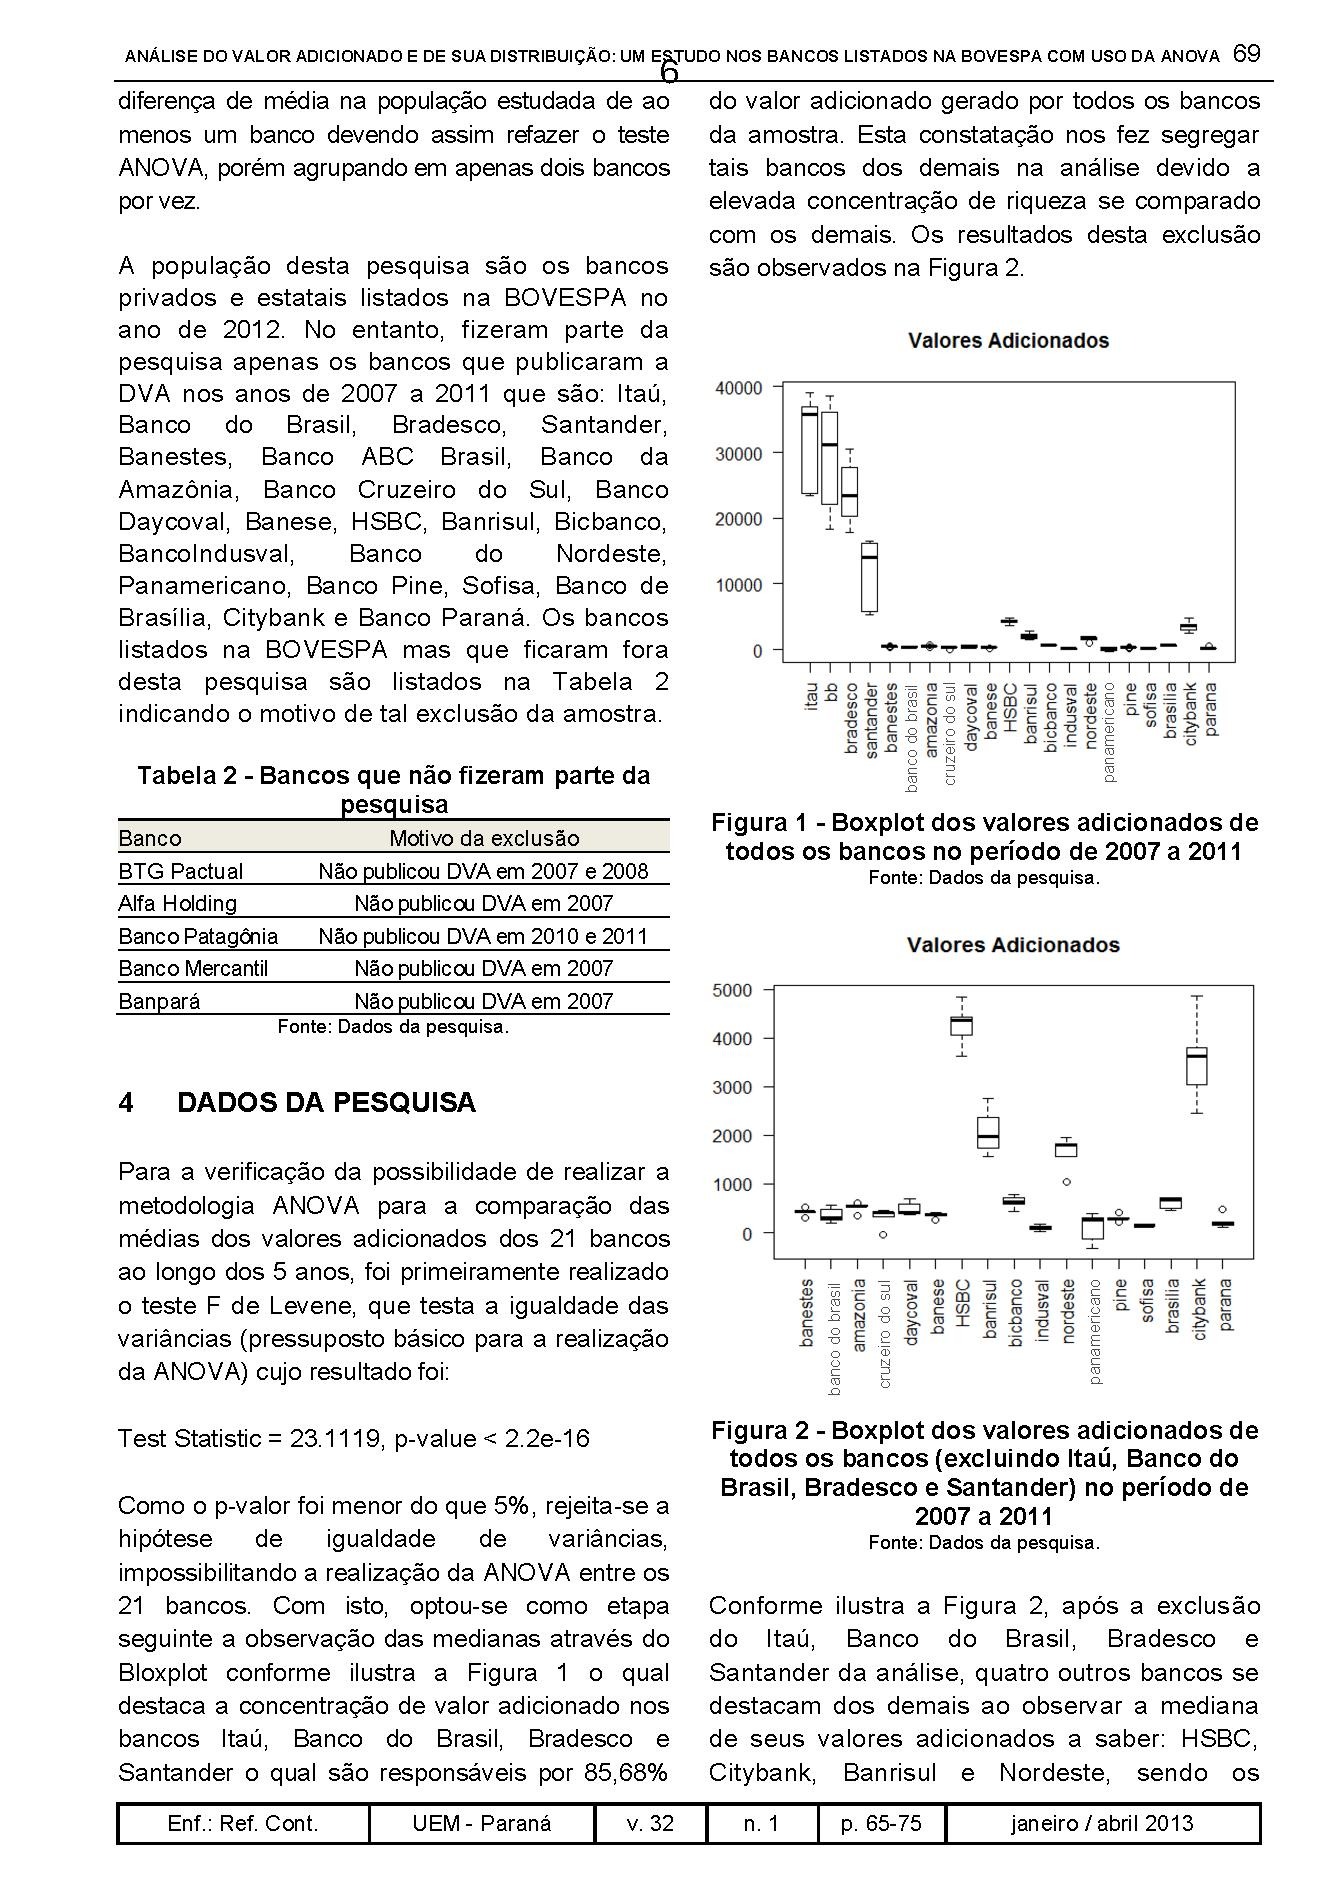 ANÁLISE DO VALOR ADICIONADO E DE SUA DISTRIBUIÇÃO: UM ESTUDO NOS BANCOS LISTADOS NA BOVESPA COM USO DA ANOVA 69
6
diferença de média na população estudada de ao
menos um banco devendo assim refazer o teste
ANOVA, porém agrupando em apenas dois bancos
por vez.
A população desta pesquisa são os bancos
privados e estatais listados na BOVESPA no
ano de 2012. No entanto, fizeram parte da
pesquisa apenas os bancos que publicaram a
DVA nos anos de 2007 a 2011 que são: Itaú,
Banco do Brasil, Bradesco, Santander,
Banestes, Banco ABC Brasil, Banco da
Amazônia, Banco Cruzeiro do Sul, Banco
Daycoval, Banese, HSBC, Banrisul, Bicbanco,
BancoIndusval, Banco do Nordeste,
Panamericano, Banco Pine, Sofisa, Banco de
Brasília, Citybank e Banco Paraná. Os bancos
listados na BOVESPA mas que ficaram fora
desta pesquisa são listados na Tabela 2
indicando o motivo de tal exclusão da amostra.
Tabela 2 - Bancos que não fizeram parte da
pesquisa
Banco Motivo da exclusão
BTG Pactual Não publicou DVA em 2007 e 2008
Alfa Holding Não publicou DVA em 2007
Banco Patagônia Não publicou DVA em 2010 e 2011
Banco Mercantil Não publicou DVA em 2007
Banpará Não publicou DVA em 2007
Fonte: Dados da pesquisa.
4 DADOS DA PESQUISA
Para a verificação da possibilidade de realizar a
metodologia ANOVA para a comparação das
médias dos valores adicionados dos 21 bancos
ao longo dos 5 anos, foi primeiramente realizado
o teste F de Levene, que testa a igualdade das
variâncias (pressuposto básico para a realização
da ANOVA) cujo resultado foi:
Test Statistic = 23.1119, p-value < 2.2e-16
Como o p-valor foi menor do que 5%, rejeita-se a
hipótese de igualdade de variâncias,
impossibilitando a realização da ANOVA entre os
21 bancos. Com isto, optou-se como etapa
seguinte a observação das medianas através do
Bloxplot conforme ilustra a Figura 1 o qual
destaca a concentração de valor adicionado nos
bancos Itaú, Banco do Brasil, Bradesco e
Santander o qual são responsáveis por 85,68%
do valor adicionado gerado por todos os bancos
da amostra. Esta constatação nos fez segregar
tais bancos dos demais na análise devido a
elevada concentração de riqueza se comparado
com os demais. Os resultados desta exclusão
são observados na Figura 2.
Valores Adicionados
40000
30000
20000
10000
0
itau
bb
bradesco
santander
banestes
banco do brasil
amazonia
cruzeiro do sul
daycoval
banese
HSBC
banrisul
bicbanco
indusval
nordeste
panamericano
pine
sofisa
brasilia
citybank
parana
Figura 1 - Boxplot dos valores adicionados de
todos os bancos no período de 2007 a 2011
Fonte: Dados da pesquisa.
Valores Adicionados
5000
4000
3000
2000
1000
0
banestes
banco do brasil
amazonia
cruzeiro do sul
daycoval
banese
HSBC
banrisul
bicbanco
indusval
nordeste
panamericano
pine
sofisa
brasilia
citybank
parana
Figura 2 - Boxplot dos valores adicionados de
todos os bancos (excluindo Itaú, Banco do
Brasil, Bradesco e Santander) no período de
2007 a 2011
Fonte: Dados da pesquisa.
Conforme ilustra a Figura 2, após a exclusão
do Itaú, Banco do Brasil, Bradesco e
Santander da análise, quatro outros bancos se
destacam dos demais ao observar a mediana
de seus valores adicionados a saber: HSBC,
Citybank, Banrisul e Nordeste, sendo os
Enf.: Ref. Cont. UEM - Paraná v. 32 n. 1 p. 65-75 janeiro / abril 2013